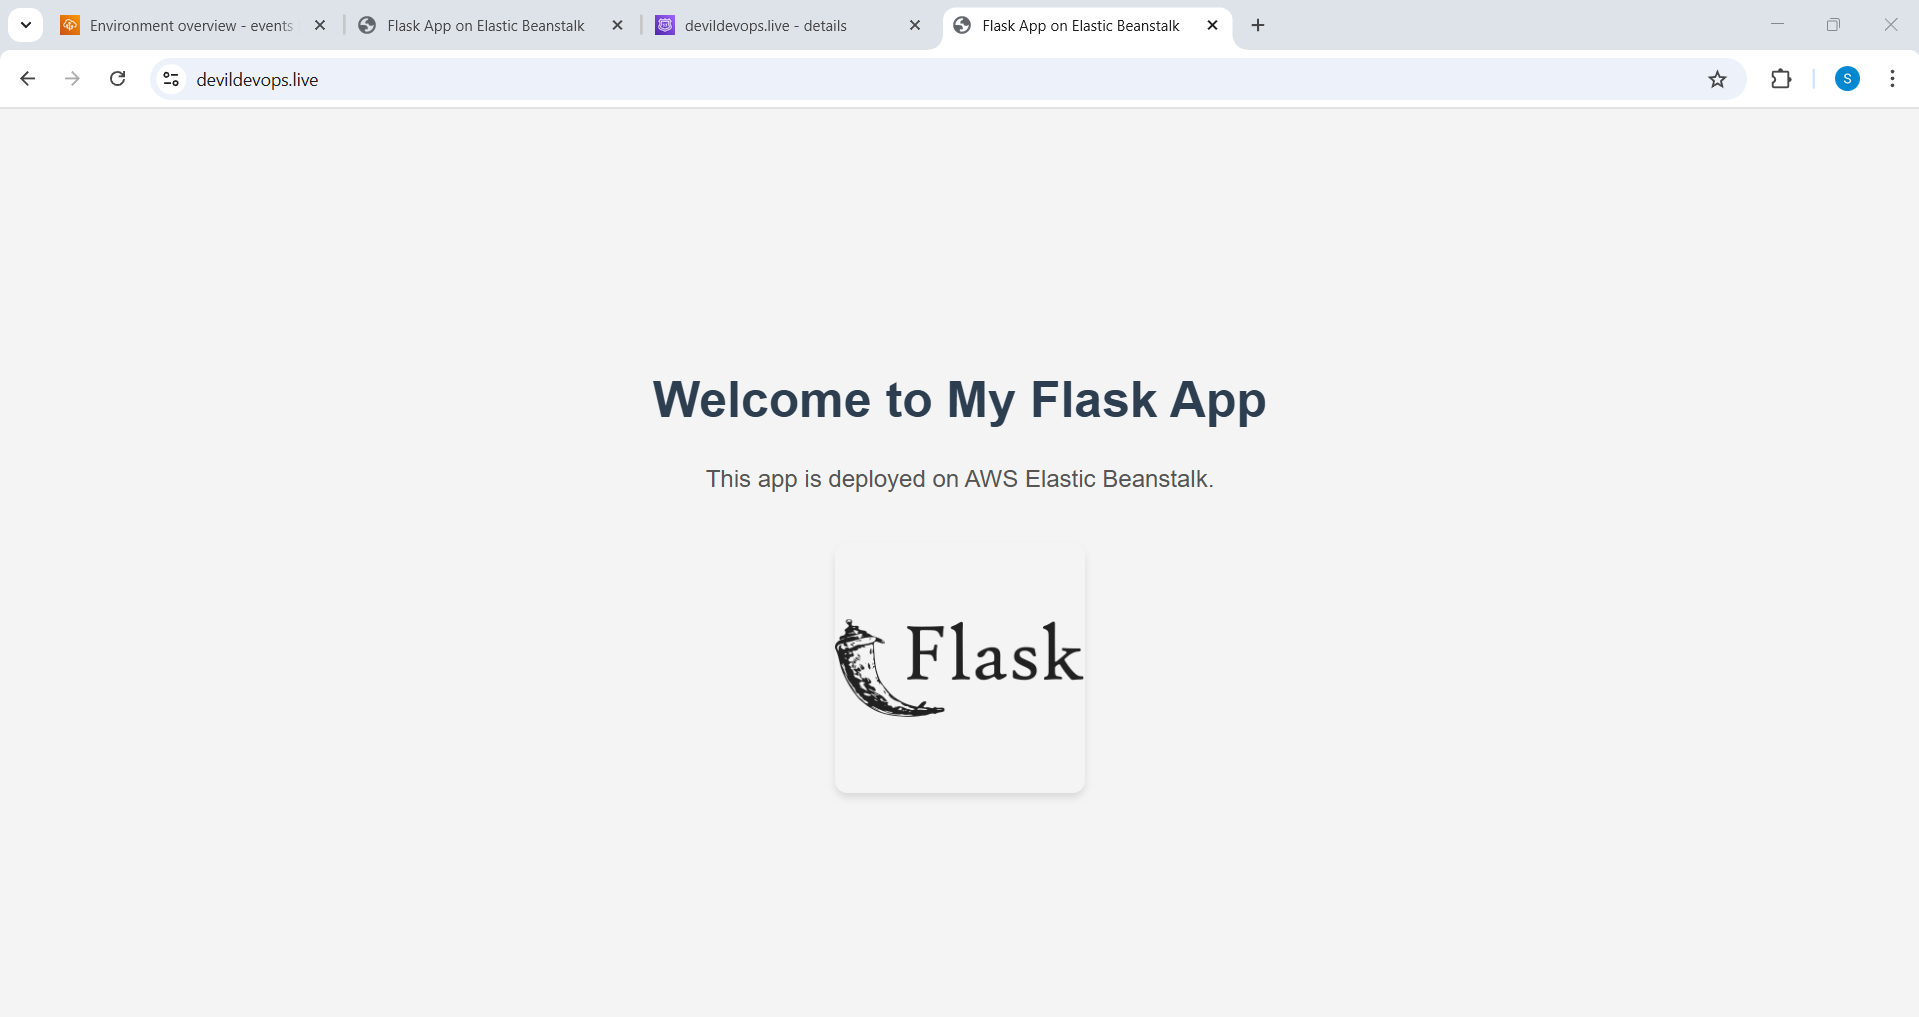 Environment overview - events
Flask App on Elastic Beanstalk
devildevops.live - details
Flask App on Elastic Beanstalk
devildevops.live
S
Welcome to My Flask App
This app is deployed on AWS Elastic Beanstalk.
Flask